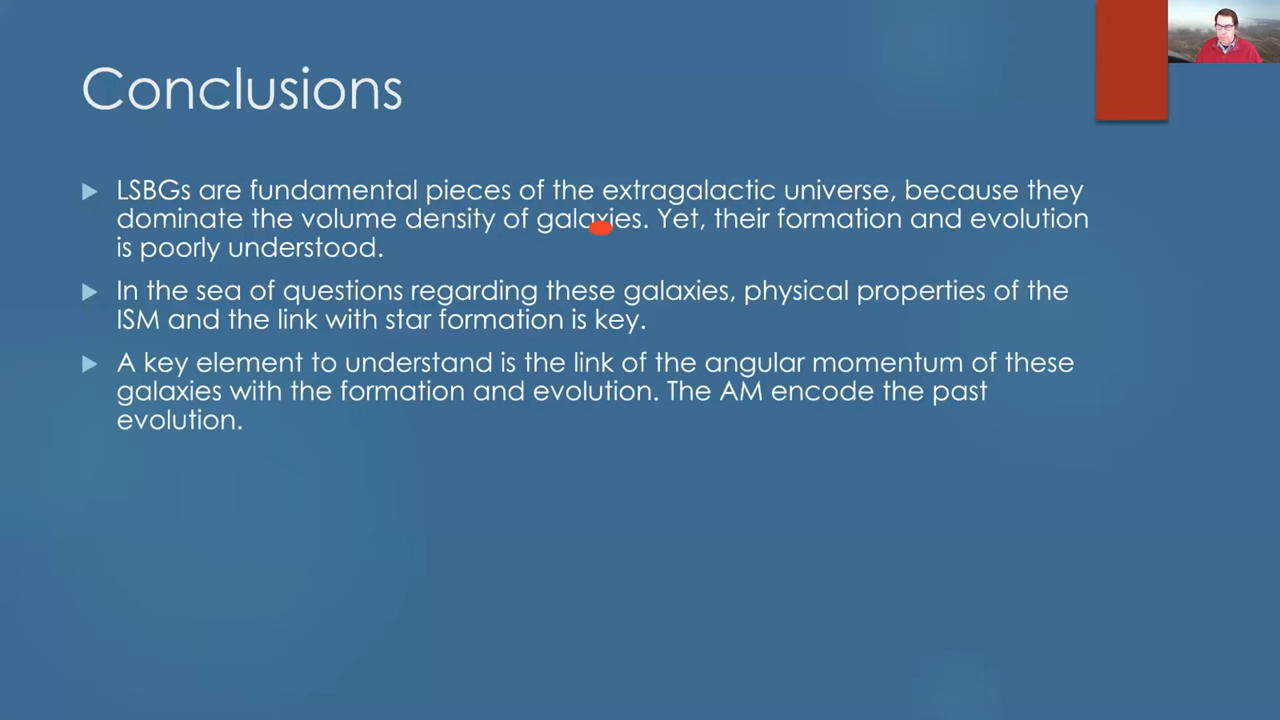 Conclusions
LSBGs are fundamental pieces of the extragalactic universe, because they
dominate the volume density of galaxies. Yet, their formation and evolution
is poorly understood.
In the sea of questions regarding these galaxies, physical properties of the
ISM and the link with star formation is key.
A key element to understand is the link of the angular momentum of these
galaxies with the formation and evolution. The AM encode the past
evolution.